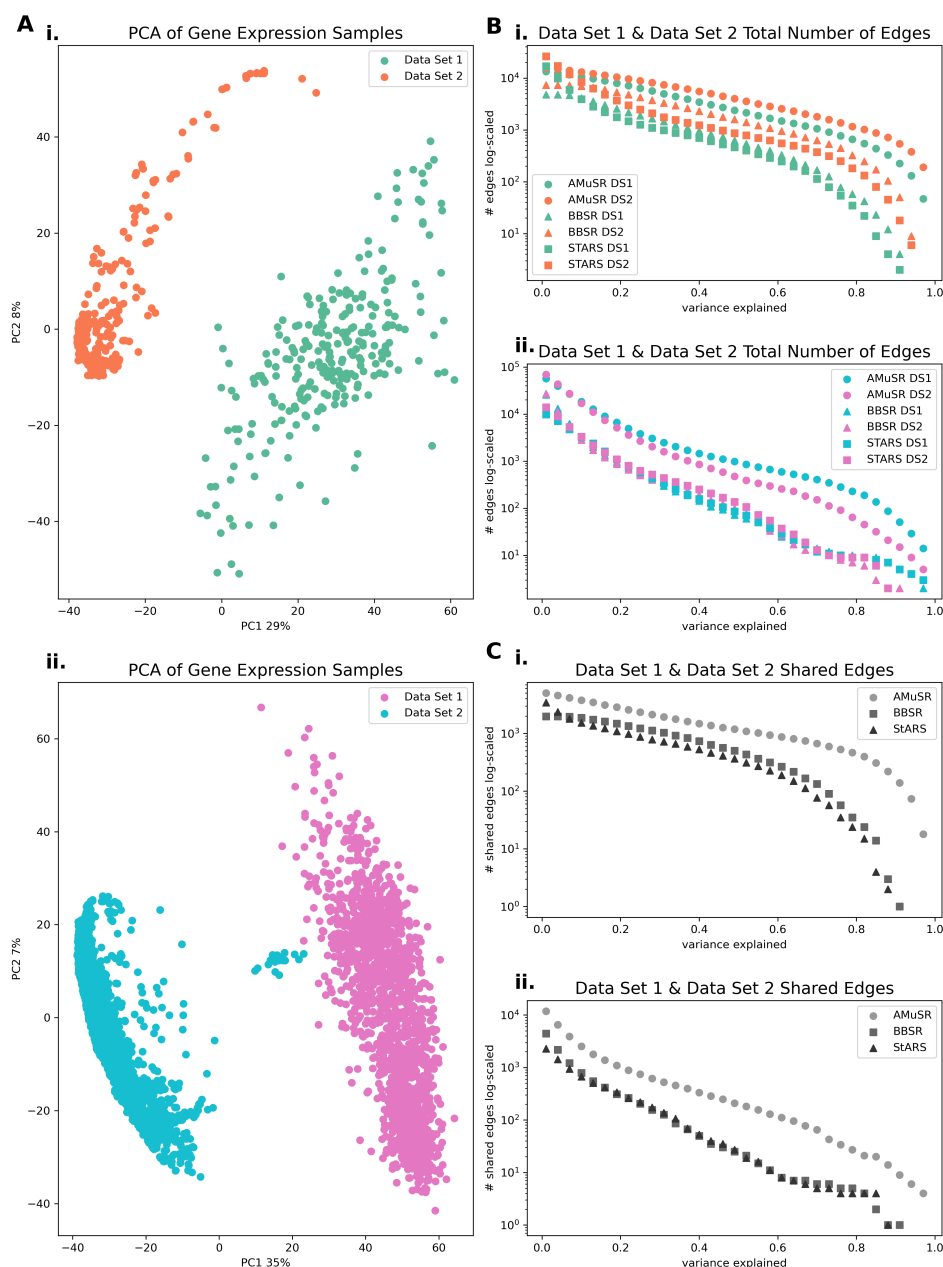 A
i.
PCA of Gene Expression Samples
Data Set 1
Data Set 2
40
20
0
−20
−40
PC2 8%
−40
−20
0
20
40
60
PC1 29%
ii.
PCA of Gene Expression Samples
Data Set 1
Data Set 2
60
40
20
0
−20
−40
PC2 7%
−40
−20
0
20
40
60
PC1 35%
B
i.
Data Set 1 & Data Set 2 Total Number of Edges
10⁴
10³
10²
10¹
# edges log-scaled
AMuSR DS1
AMuSR DS2
BBSR DS1
BBSR DS2
STARS DS1
STARS DS2
0.0
0.2
0.4
0.6
0.8
1.0
variance explained
ii.
Data Set 1 & Data Set 2 Total Number of Edges
10⁵
10⁴
10³
10²
10¹
# edges log-scaled
AMuSR DS1
AMuSR DS2
BBSR DS1
BBSR DS2
STARS DS1
STARS DS2
0.0
0.2
0.4
0.6
0.8
1.0
variance explained
C
i.
Data Set 1 & Data Set 2 Shared Edges
10³
10²
10¹
10⁰
# shared edges log-scaled
AMuSR
BBSR
StARS
0.0
0.2
0.4
0.6
0.8
1.0
variance explained
ii.
Data Set 1 & Data Set 2 Shared Edges
10⁴
10³
10²
10¹
10⁰
# shared edges log-scaled
AMuSR
BBSR
StARS
0.0
0.2
0.4
0.6
0.8
1.0
variance explained